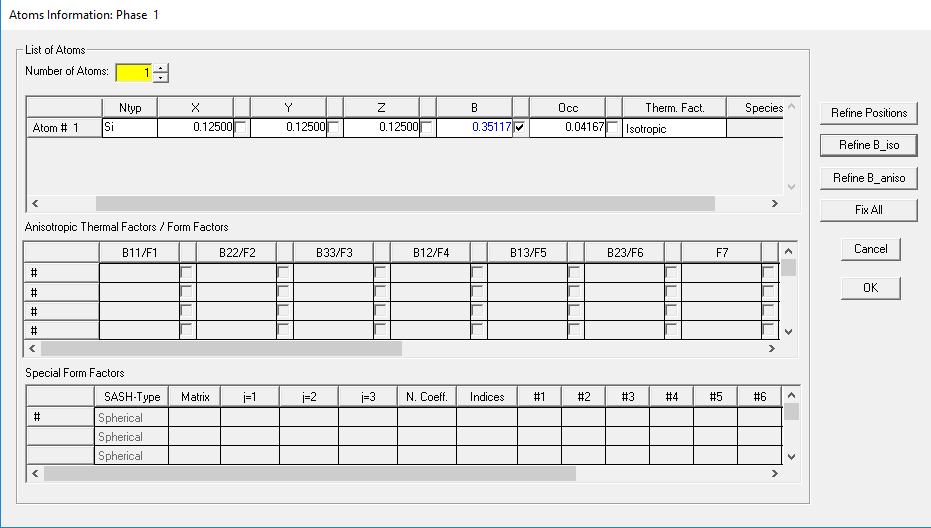 Atoms Information: Phase 1
List of Atoms
Number of Atoms: 1
Ntyp X Y Z B Occ Therm. Fact. Species
Atom # 1 Si 0.12500 0.12500 0.12500 0.35117 0.04167 Isotropic
Refine Positions
Refine B_iso
Refine B_aniso
Fix All
Cancel
OK
Anisotropic Thermal Factors / Form Factors
B11/F1 B22/F2 B33/F3 B12/F4 B13/F5 B23/F6 F7
#
#
#
#
Special Form Factors
SASH-Type Matrix j=1 j=2 j=3 N. Coeff. Indices #1 #2 #3 #4 #5 #6
# Spherical
Spherical
Spherical